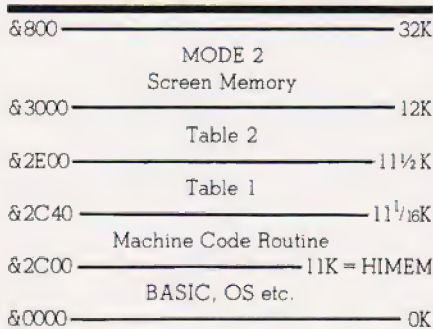 &800 32K
MODE 2
Screen Memory
&3000 12K
Table 2
&2E00 11½K
Table 1
&2C40 11¹/16K
Machine Code Routine
&2C00 11K = HIMEM
BASIC, OS etc.
&0000 0K